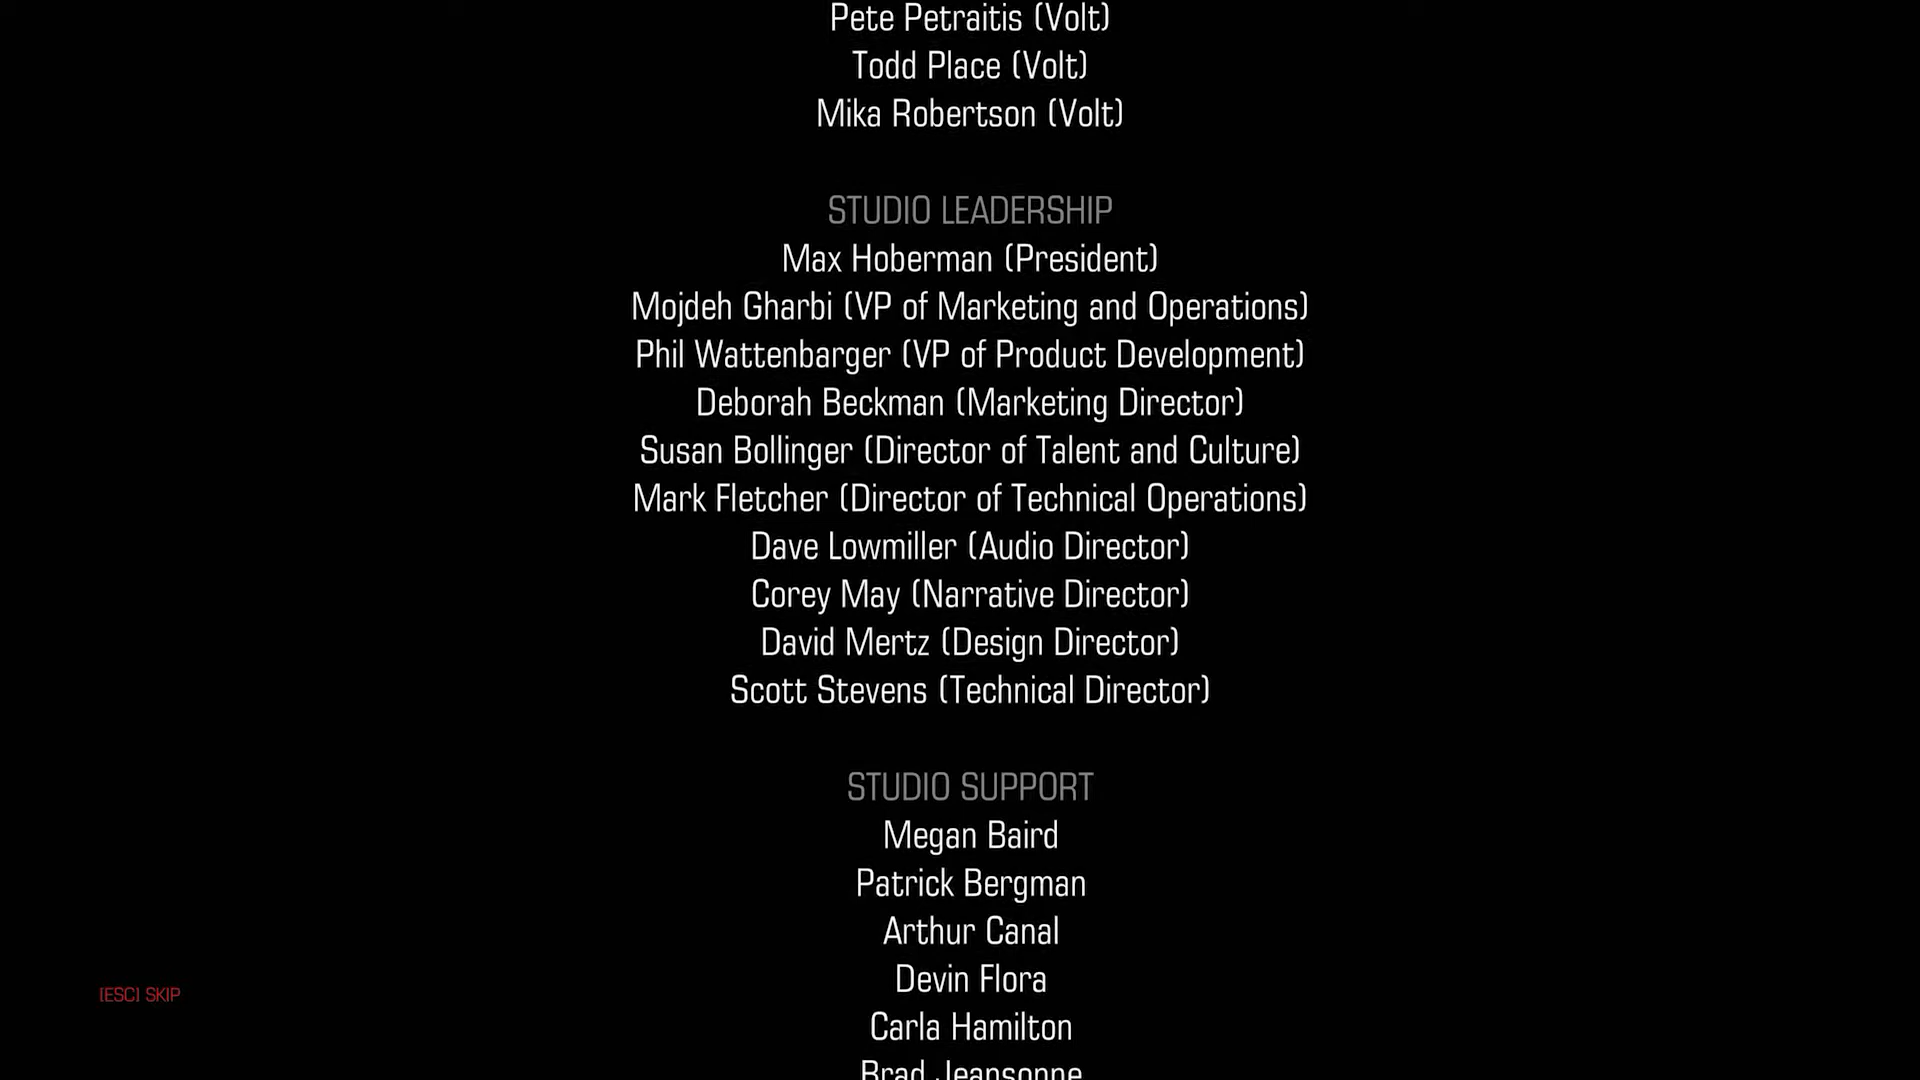 Pete Petraitis (Volt)
Todd Place (Volt)
Mika Robertson (Volt)
STUDIO LEADERSHIP
Max Hoberman (President)
Mojdeh Gharbi (VP of Marketing and Operations)
Phil Wattenbarger (VP of Product Development)
Deborah Beckman (Marketing Director)
Susan Bollinger (Director of Talent and Culture)
Mark Fletcher (Director of Technical Operations)
Dave Lowmiller (Audio Director)
Corey May (Narrative Director)
David Mertz (Design Director)
Scott Stevens (Technical Director)
STUDIO SUPPORT
Megan Baird
Patrick Bergman
Arthur Canal
Devin Flora
[ESC] SKIP
Carla Hamilton
Brad Jeansonne